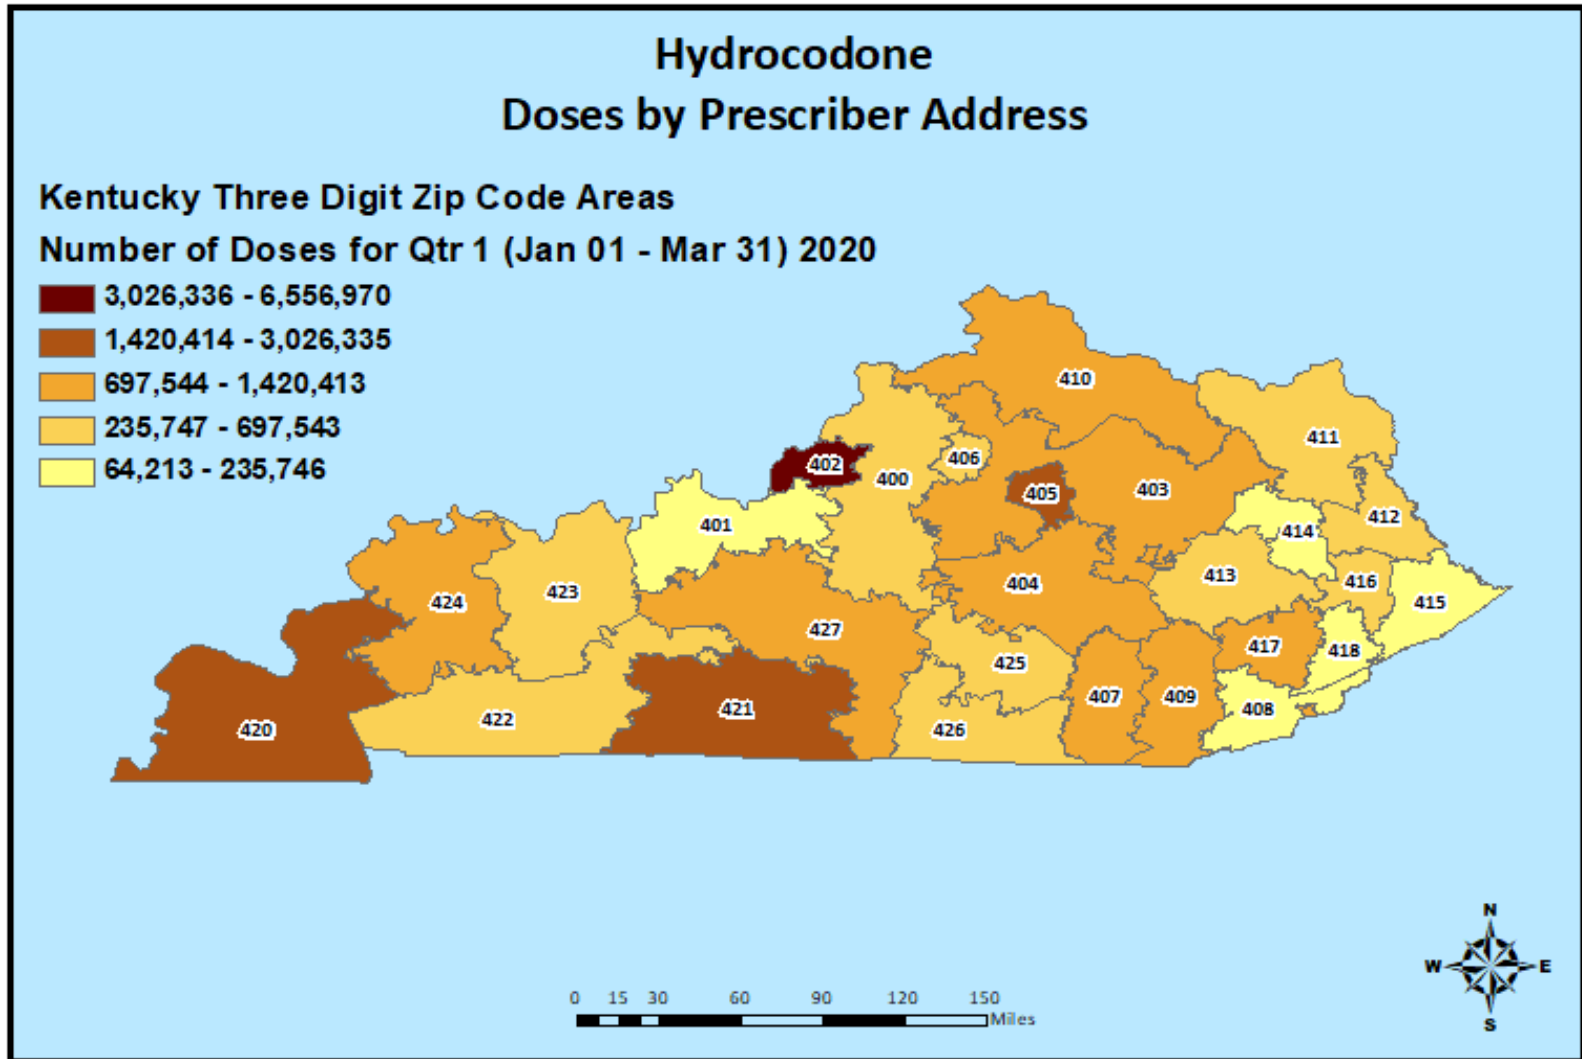 Hydrocodone
Doses by Prescriber Address
Kentucky Three Digit Zip Code Areas
Number of Doses for Qtr 1 (Jan 01 - Mar 31) 2020
3,026,336 - 6,556,970
1,420,414 - 3,026,335
697,544 - 1,420,413
235,747 - 697,543
64,213 - 235,746
410
411
402
406
400
405
403
401
412
414
413
416
424
423
404
415
427
417
418
425
407
409
408
420
422
421
426
N
W E
S
0 15 30 60 90 120 150
Miles